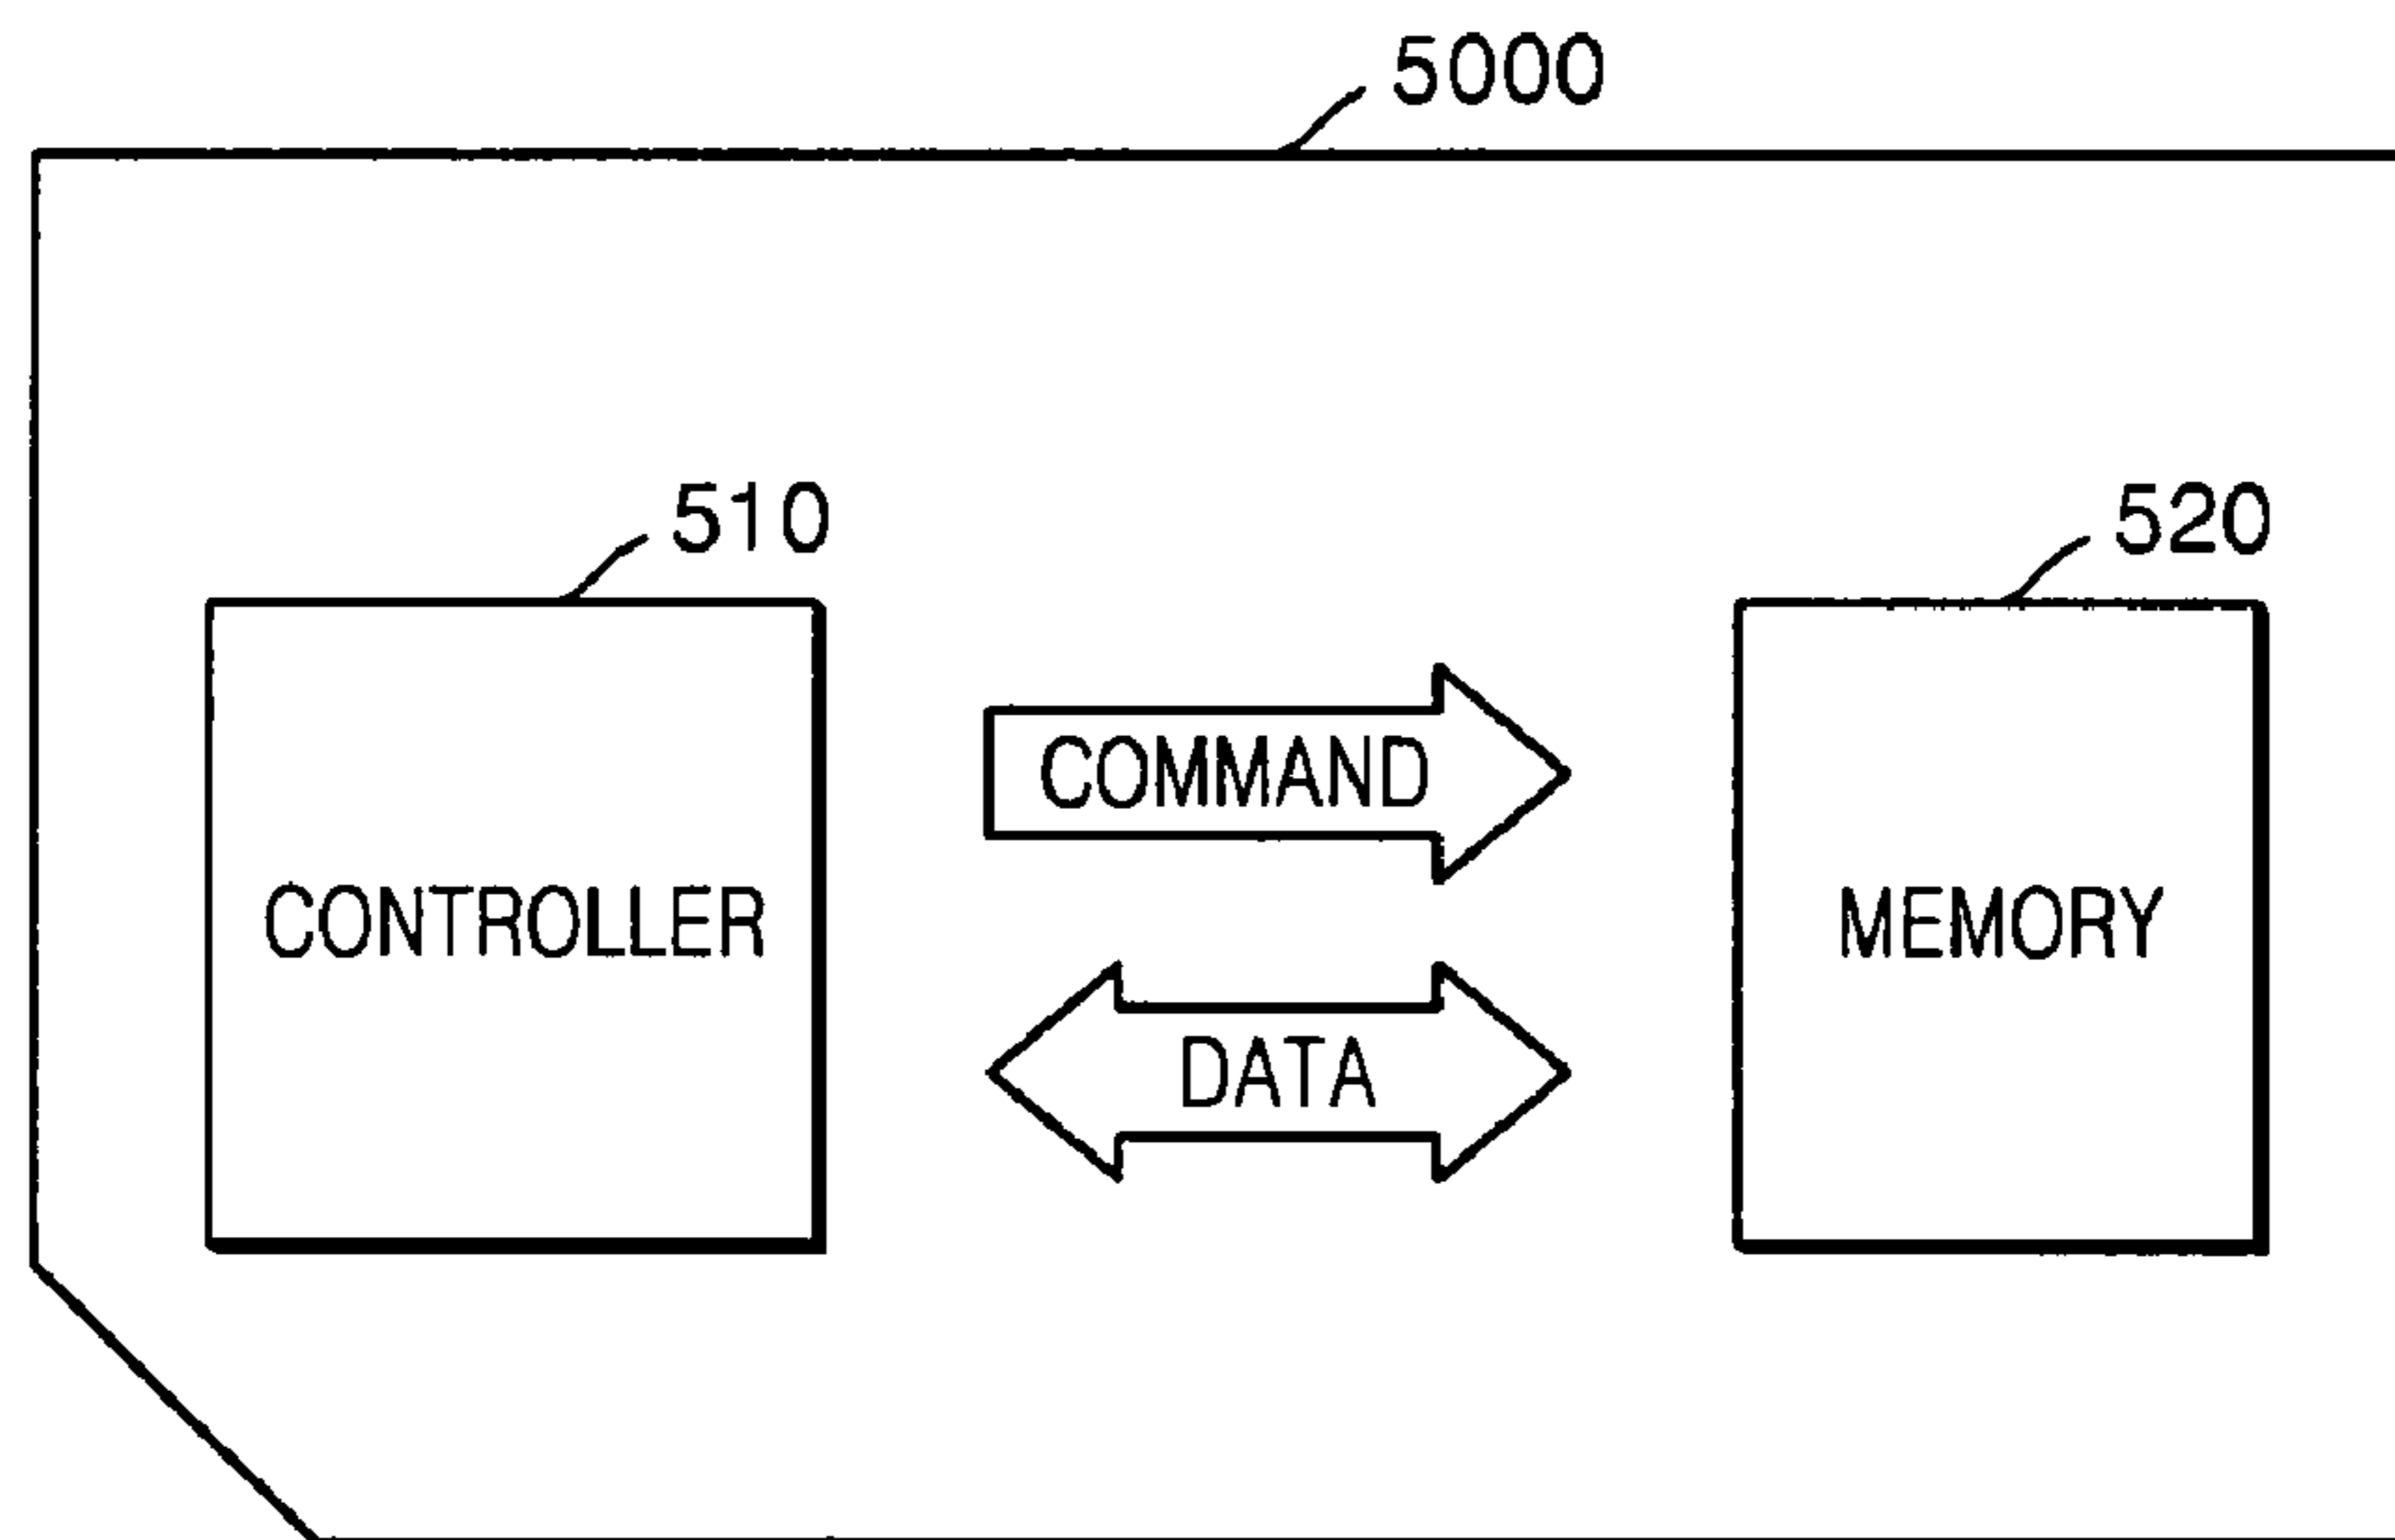 5000
510
520
COMMAND
CONTROLLER
MEMORY
DATA